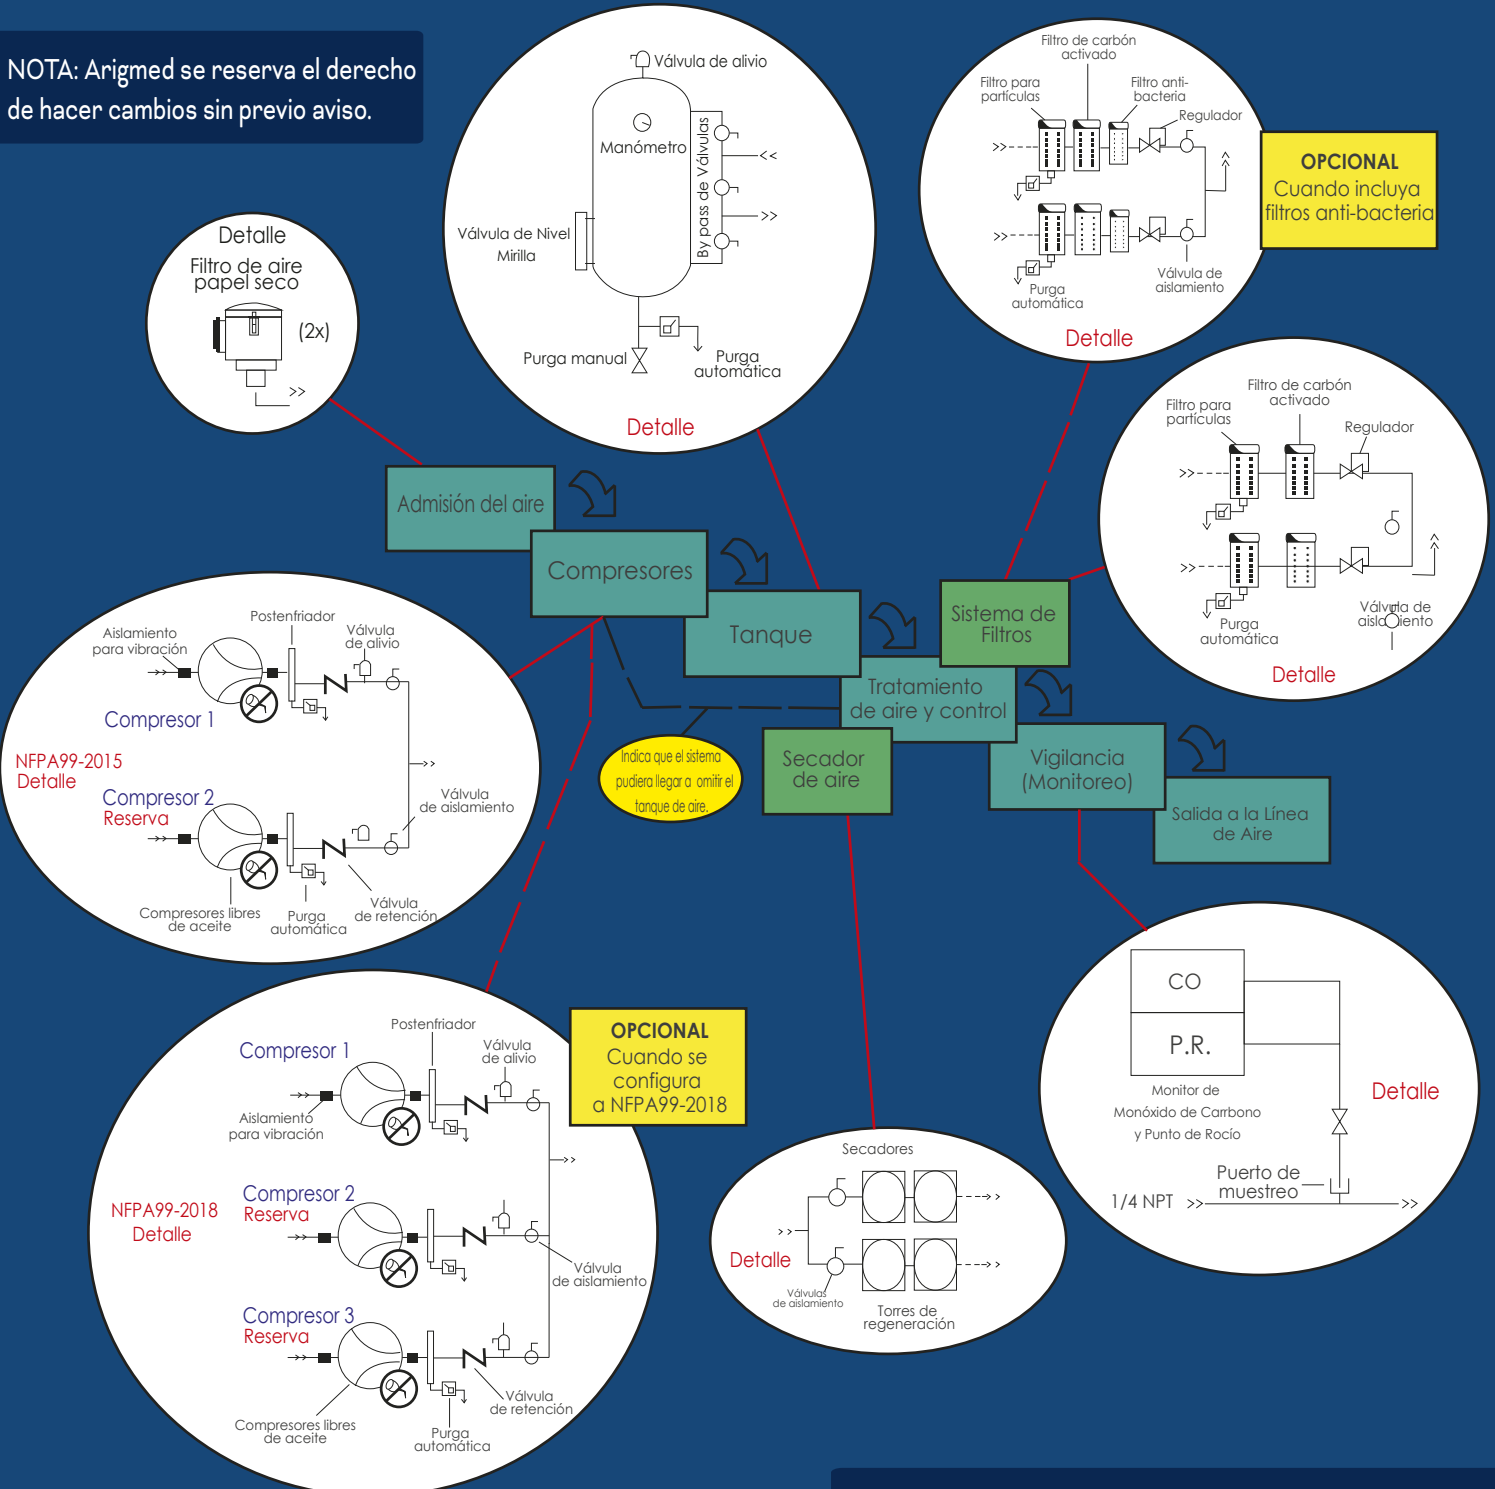 NOTA: Arigmed se reserva el derecho
de hacer cambios sin previo aviso.
Detalle
Filtro de aire
papel seco
(2x)
>>
Válvula de alivio
Manómetro
By pass de Válvulas
<<
>>
Válvula de Nivel
Mirilla
Purga manual
Purga
automática
Detalle
Filtro de carbón
activado
Filtro para
partículas
Filtro anti-
bacteria
Regulador
Válvula de
aislamiento
Purga
automática
Detalle
OPCIONAL
Cuando incluya
filtros anti-bacteria
Filtro de carbón
activado
Filtro para
partículas
Regulador
Válvula de
aislamiento
Purga
automática
Detalle
Admisión del aire
Compresores
Tanque
Sistema de
Filtros
Tratamiento
de aire y control
Secador
de aire
Vigilancia
(Monitoreo)
Salida a la Línea
de Aire
Indica que el sistema
pudiera llegar a omitir el
tanque de aire.
Postenfriador
Aislamiento
para vibración
Válvula
de alivio
Compresor 1
NFPA99-2015
Detalle
Compresor 2
Reserva
Válvula
de aislamiento
Compresores libres
de aceite
Purga
automática
Válvula
de retención
OPCIONAL
Cuando se
configura
a NFPA99-2018
Postenfriador
Compresor 1
Válvula
de alivio
Aislamiento
para vibración
NFPA99-2018
Detalle
Compresor 2
Reserva
Válvula
de aislamiento
Compresor 3
Reserva
Válvula
de retención
Compresores libres
de aceite
Purga
automática
Secadores
Detalle
Válvulas
de aislamiento
Torres de
regeneración
CO
P.R.
Monitor de
Monóxido de Carrbono
y Punto de Rocío
Detalle
Puerto de
muestreo
1/4 NPT